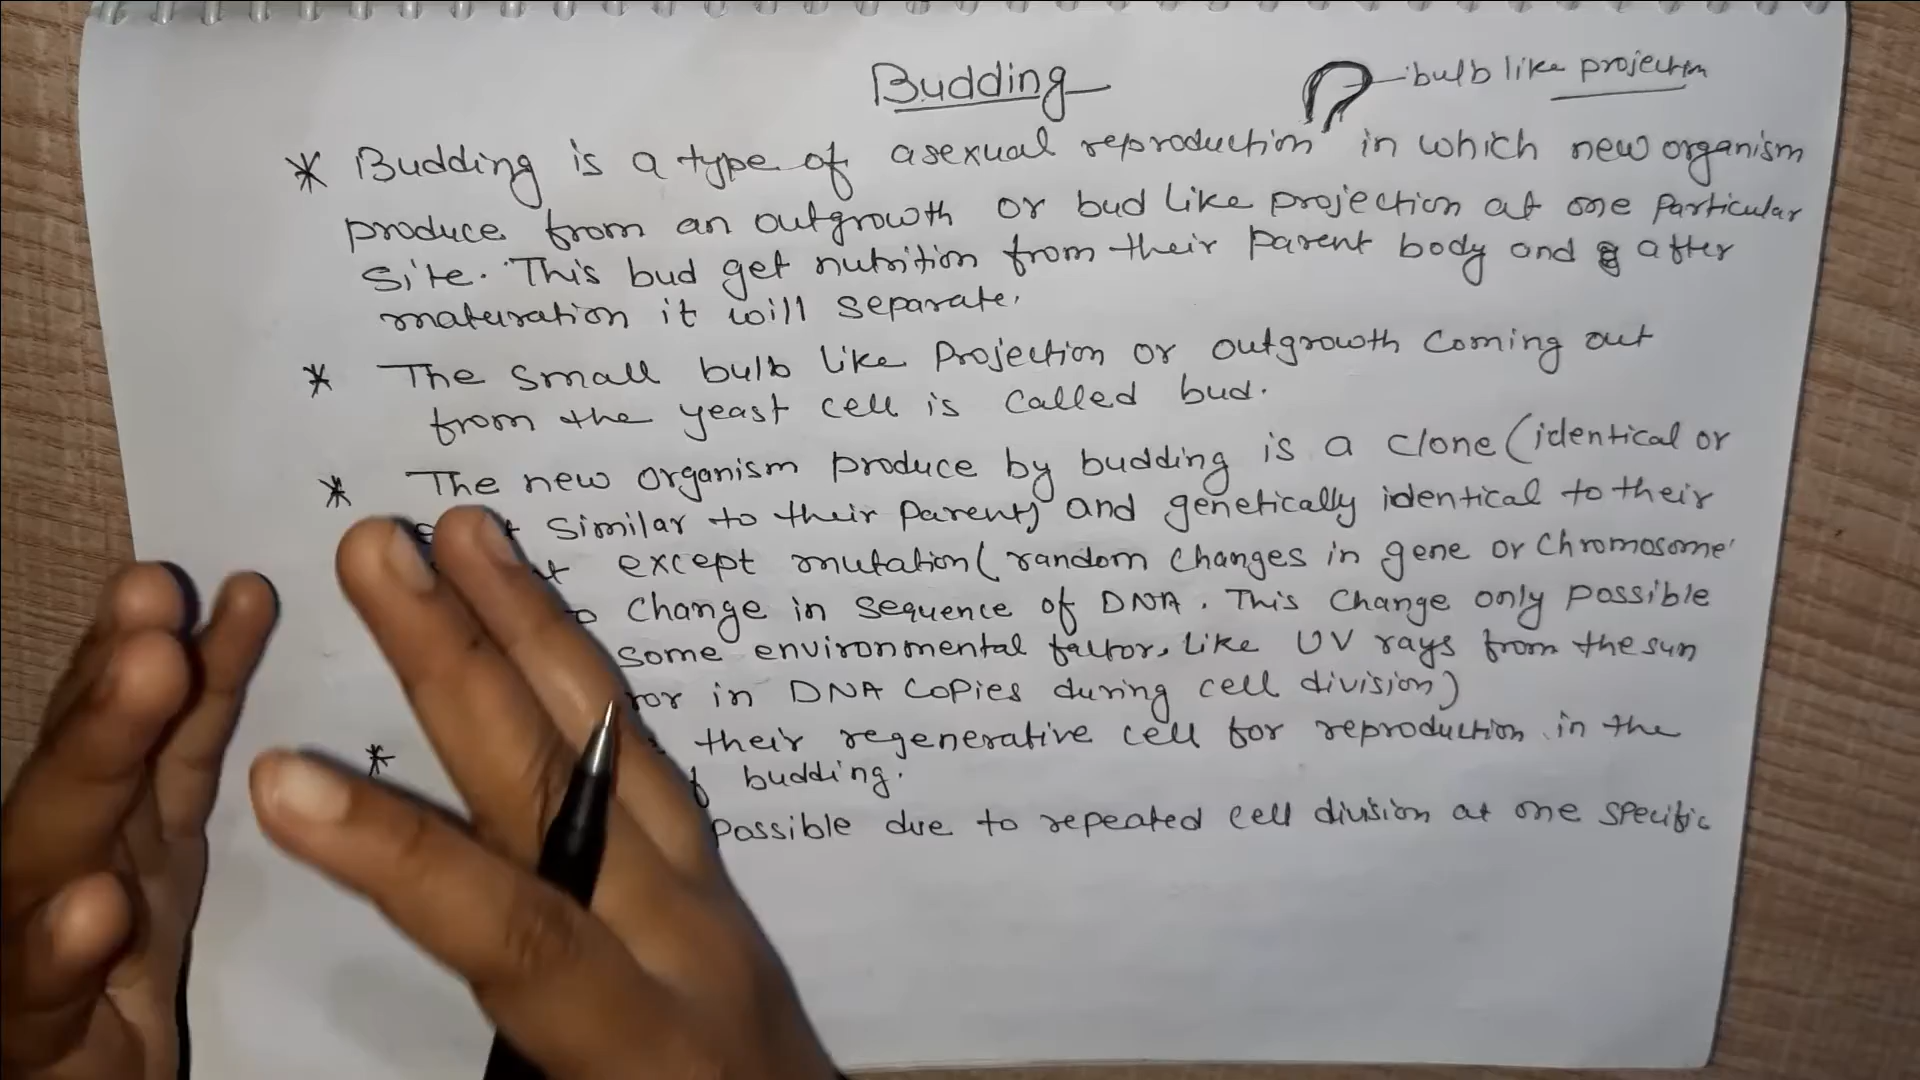 Budding
bulb like projection
* Budding is a type of asexual reproduction in which new organism
produce from an outgrowth or bud like projection at one particular
site. This bud get nutrition from their parent body and after
maturation it will separate.
* The small bulb like projection or outgrowth coming out
from the yeast cell is called bud.
* The new organism produce by budding is a clone (identical or
similar to their parent) and genetically identical to their
except mutation ( random changes in gene or chromosome
change in sequence of DNA. This change only possible
some environmental factor, like UV rays from the sun
in DNA copies during cell division)
* their regenerative cell for reproduction in the
budding.
possible due to repeated cell division at one specific